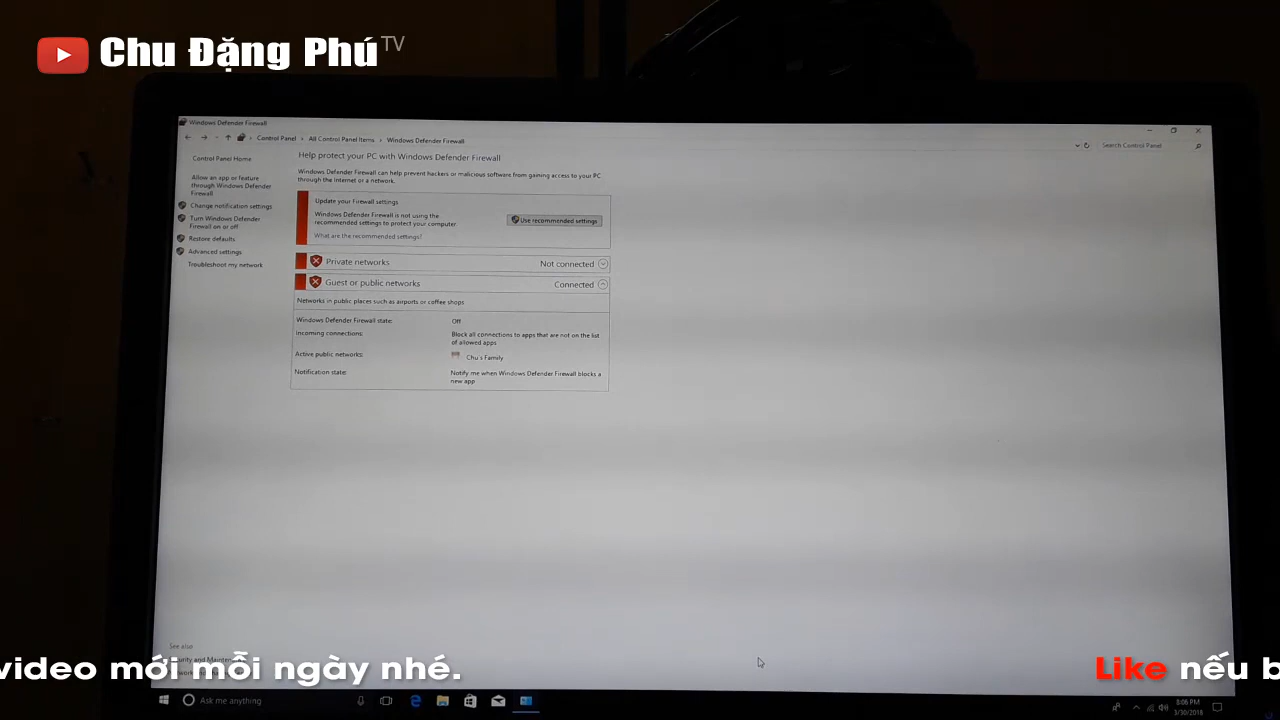 Chu Đặng Phú TV
Windows Defender Firewall
Control Panel › All Control Panel Items › Windows Defender Firewall
Search Control Panel
Control Panel Home
Allow an app or feature
through Windows Defender
Firewall
Change notification settings
Turn Windows Defender
Firewall on or off
Restore defaults
Advanced settings
Troubleshoot my network
Help protect your PC with Windows Defender Firewall
Windows Defender Firewall can help prevent hackers or malicious software from gaining access to your PC
through the Internet or a network.
Update your Firewall settings
Windows Defender Firewall is not using the
recommended settings to protect your computer.
What are the recommended settings?
Use recommended settings
Private networks
Not connected
Guest or public networks
Connected
Networks in public places such as airports or coffee shops
Windows Defender Firewall state:
Off
Incoming connections:
Block all connections to apps that are not on the list
of allowed apps
Active public networks:
Chu's Family
Notification state:
Notify me when Windows Defender Firewall blocks a
new app
See also
video mới mỗi ngày nhé.
Like nếu b
Ask me anything
8:06 PM
3/30/2018